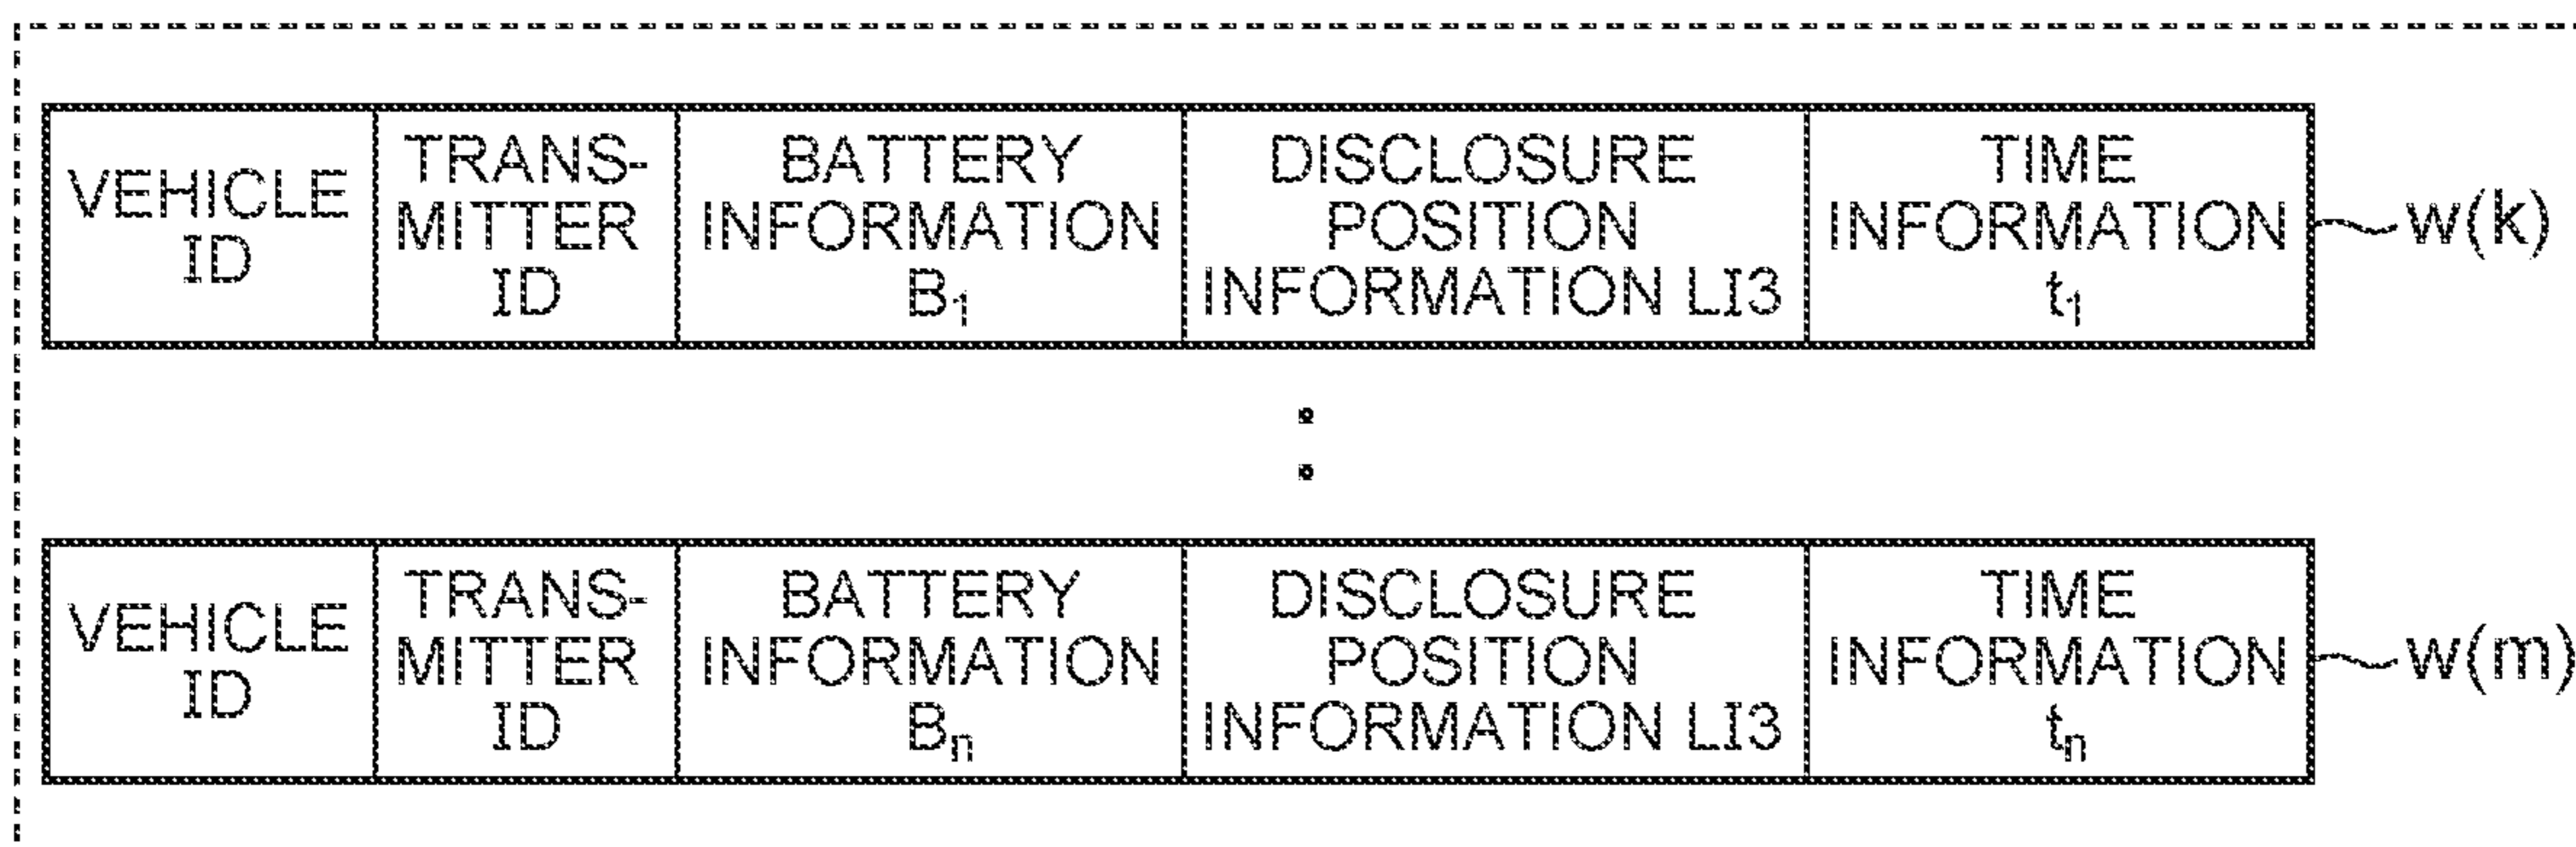 VEHICLE
ID
TRANS-
MITTER
ID
BATTERY
INFORMATION
B₁
DISCLOSURE
POSITION
INFORMATION LI3
TIME
INFORMATION
t₁
w(k)
VEHICLE
ID
TRANS-
MITTER
ID
BATTERY
INFORMATION
Bₙ
DISCLOSURE
POSITION
INFORMATION LI3
TIME
INFORMATION
tₙ
w(m)